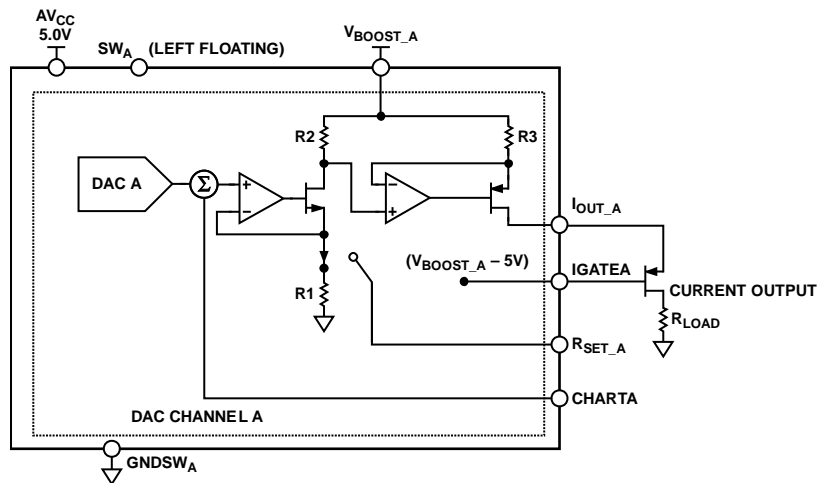 AVCC
5.0V
SWA (LEFT FLOATING)
VBOOST_A
R2
R3
DAC A
Σ
+
–
–
+
IOUT_A
(VBOOST_A – 5V)
IGATEA
CURRENT OUTPUT
R1
RLOAD
RSET_A
CHARTA
DAC CHANNEL A
GNDSWA